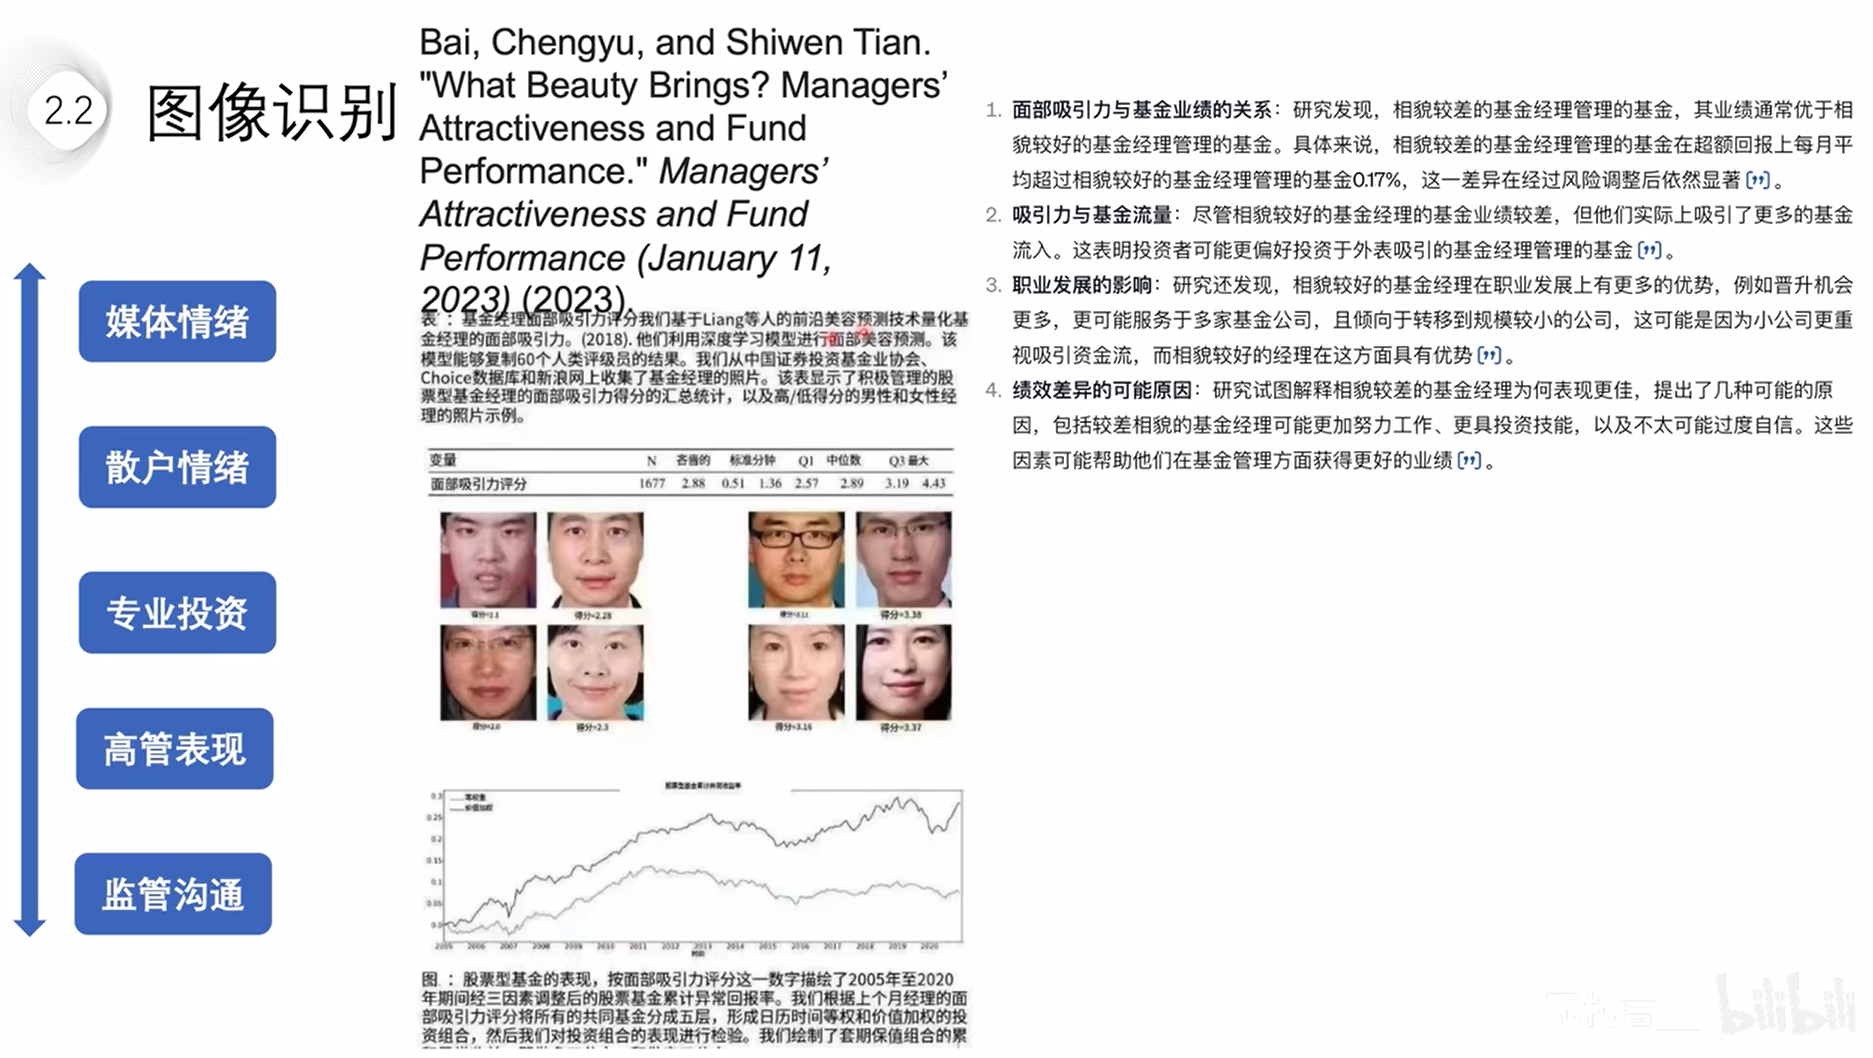 2.2
图像识别
媒体情绪
散户情绪
专业投资
高管表现
监管沟通
Bai, Chengyu, and Shiwen Tian.
"What Beauty Brings? Managers’
Attractiveness and Fund
Performance." Managers’
Attractiveness and Fund
Performance (January 11,
2023) (2023).
表 ：基金经理面部吸引力评分我们基于Liang等人的前沿美容预测技术量化基
金经理的面部吸引力。(2018). 他们利用深度学习模型进行面部美容预测。该
模型能够复制60个人类评级员的结果。我们从中国证券投资基金业协会、
Choice数据库和新浪网上收集了基金经理的照片。该表显示了积极管理的股
票型基金经理的面部吸引力得分的汇总统计，以及高/低得分的男性和女性经
理的照片示例。
变量 N 吝啬的 标准分钟 Q1 中位数 Q3 最大
面部吸引力评分 1677 2.88 0.51 1.36 2.57 2.89 3.19 4.43
得分=2.1 得分=2.28 得分=3.38
得分=2.0 得分=2.3 得分=3.16 得分=3.37
等权重
价值加权
0.3
0.25
0.2
0.15
0.1
0.05
0.0
2005 2006 2007 2008 2009 2010 2011 2012 2013 2014 2015 2016 2017 2018 2019 2020
时间
图 ：股票型基金的表现，按面部吸引力评分这一数字描绘了2005年至2020
年期间经三因素调整后的股票基金累计异常回报率。我们根据上个月经理的面
部吸引力评分将所有的共同基金分成五层，形成日历时间等权和价值加权的投
资组合，然后我们对投资组合的表现进行检验。我们绘制了套期保值组合的累
1. 面部吸引力与基金业绩的关系：研究发现，相貌较差的基金经理管理的基金，其业绩通常优于相
貌较好的基金经理管理的基金。具体来说，相貌较差的基金经理管理的基金在超额回报上每月平
均超过相貌较好的基金经理管理的基金0.17%，这一差异在经过风险调整后依然显著。
2. 吸引力与基金流量：尽管相貌较好的基金经理的基金业绩较差，但他们实际上吸引了更多的基金
流入。这表明投资者可能更偏好投资于外表吸引的基金经理管理的基金。
3. 职业发展的影响：研究还发现，相貌较好的基金经理在职业发展上有更多的优势，例如晋升机会
更多，更可能服务于多家基金公司，且倾向于转移到规模较小的公司，这可能是因为小公司更重
视吸引资金流，而相貌较好的经理在这方面具有优势。
4. 绩效差异的可能原因：研究试图解释相貌较差的基金经理为何表现更佳，提出了几种可能的原
因，包括较差相貌的基金经理可能更加努力工作、更具投资技能，以及不太可能过度自信。这些
因素可能帮助他们在基金管理方面获得更好的业绩。
bilibili